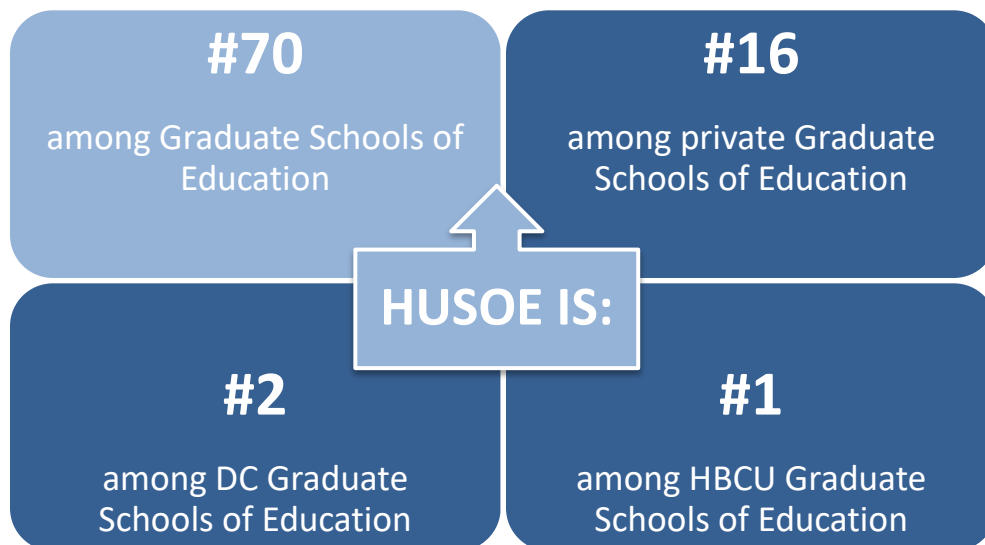 #70
among Graduate Schools of
Education
#16
among private Graduate
Schools of Education
HUSOE IS:
#2
among DC Graduate
Schools of Education
#1
among HBCU Graduate
Schools of Education